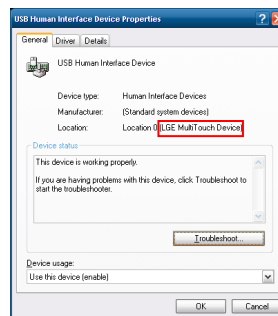 USB Human Interface Device Properties
General Driver Details
USB Human Interface Device
Device type: Human Interface Devices
Manufacturer: (Standard system devices)
Location: Location 0 (LGE MultiTouch Device)
Device status
This device is working properly.
If you are having problems with this device, click Troubleshoot to
start the troubleshooter.
Troubleshoot...
Device usage:
Use this device (enable)
OK Cancel